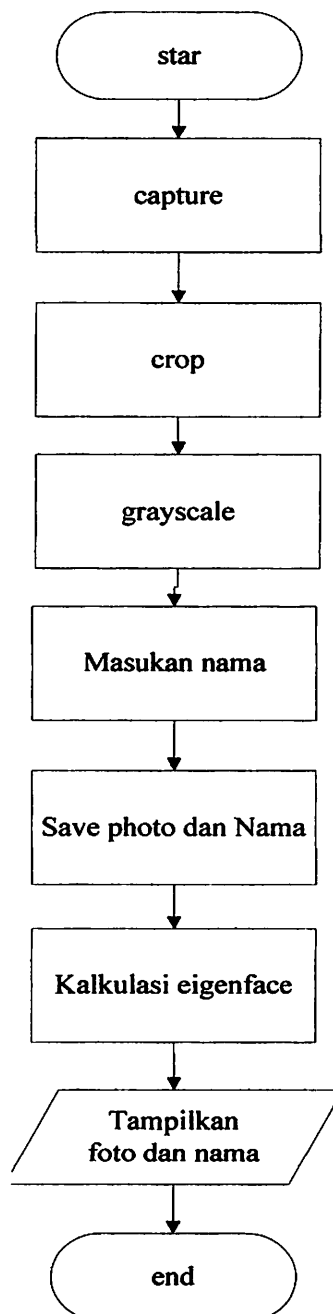 star
capture
crop
grayscale
Masukan nama
Save photo dan Nama
Kalkulasi eigenface
Tampilkan
foto dan nama
end